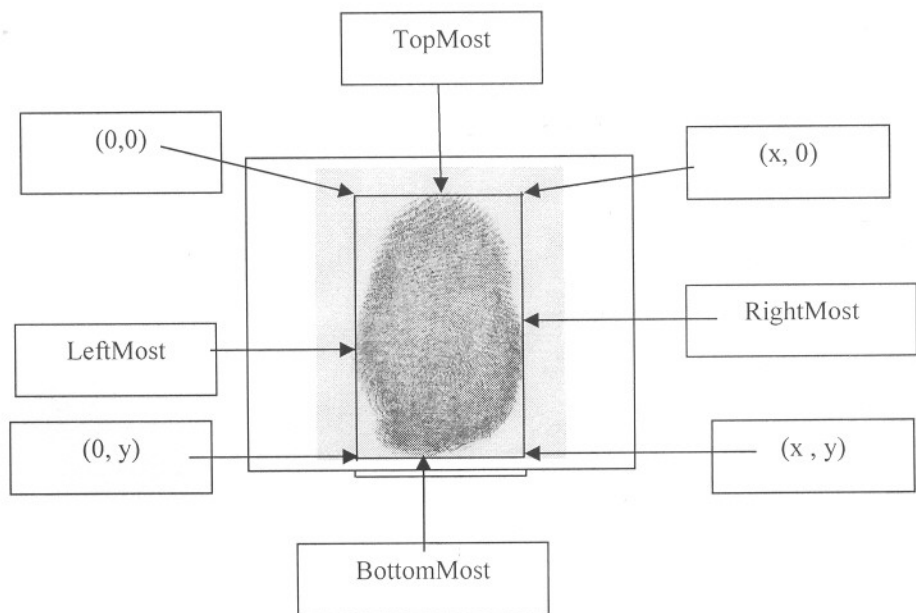 TopMost
(0,0)
(x, 0)
RightMost
LeftMost
(0, y)
(x , y)
BottomMost